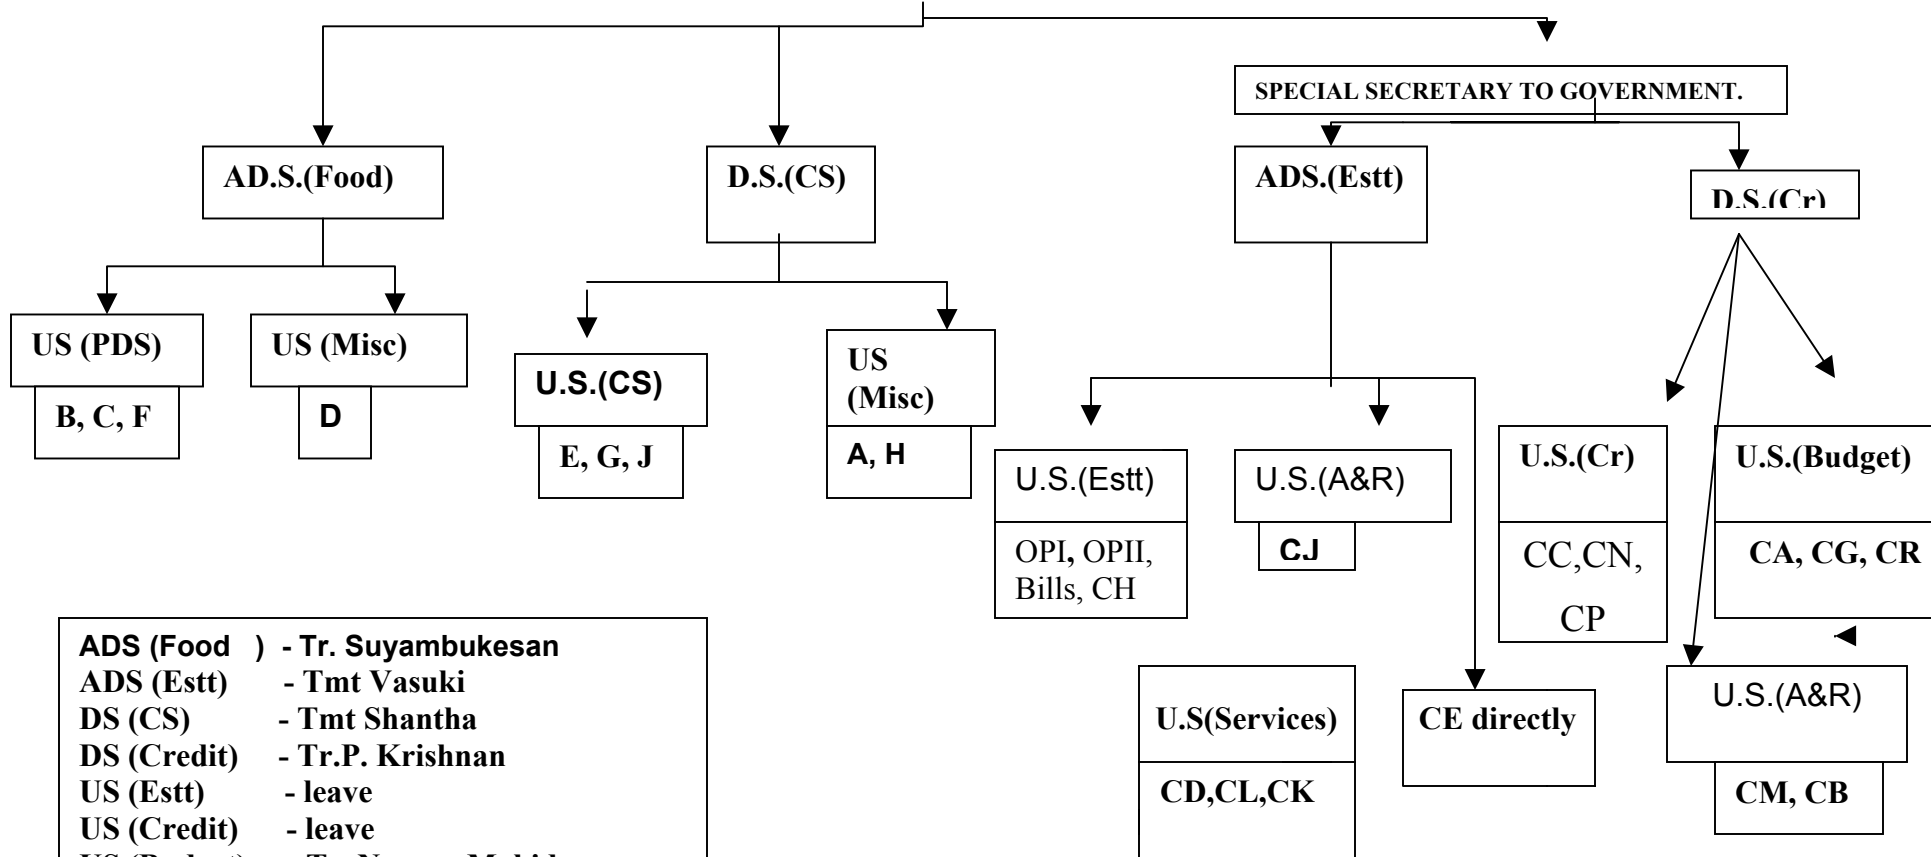 SPECIAL SECRETARY TO GOVERNMENT.
AD.S.(Food)
D.S.(CS)
ADS.(Estt)
D.S.(Cr)
US (PDS)
US (Misc)
B, C, F
D
U.S.(CS)
E, G, J
US
(Misc)
A, H
U.S.(Estt)
OPI, OPII,
Bills, CH
U.S.(A&R)
CJ
U.S.(Cr)
CC,CN,
CP
U.S.(Budget)
CA, CG, CR
U.S(Services)
CD,CL,CK
CE directly
U.S.(A&R)
CM, CB
ADS (Food ) - Tr. Suyambukesan
ADS (Estt) - Tmt Vasuki
DS (CS) - Tmt Shantha
DS (Credit) - Tr.P. Krishnan
US (Estt) - leave
US (Credit) - leave